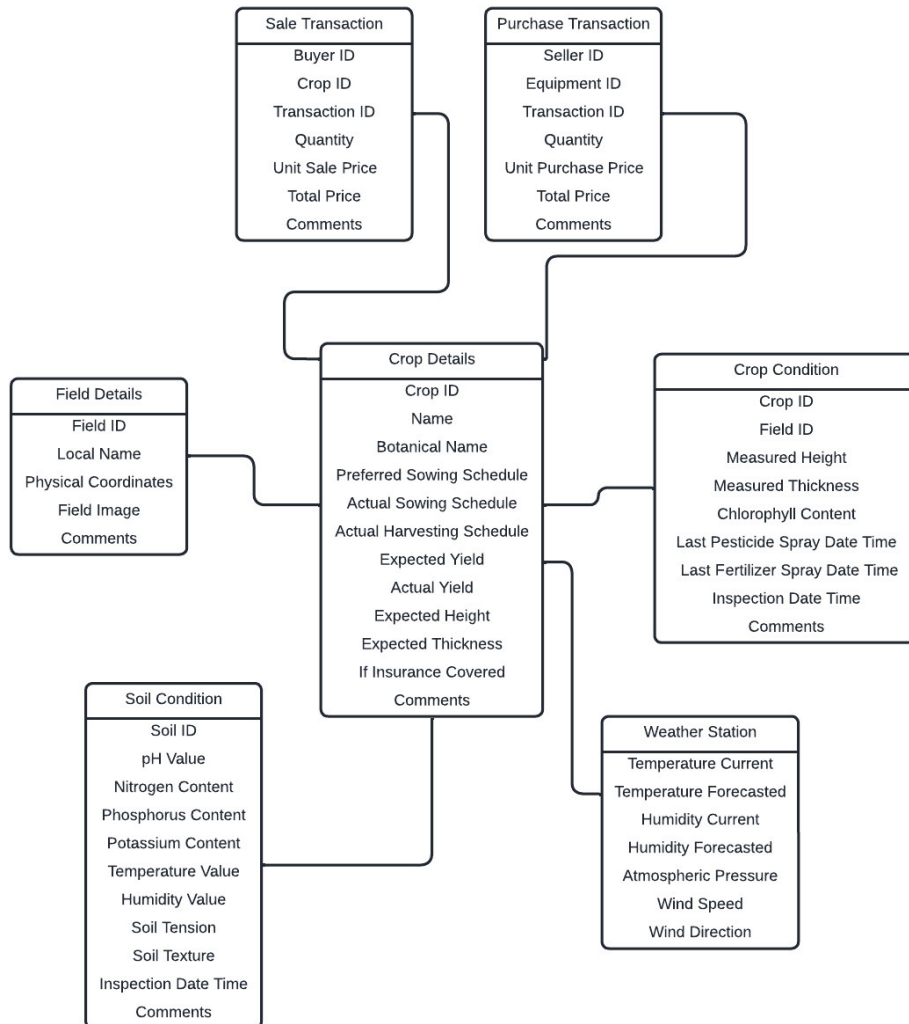 Sale Transaction
Buyer ID
Crop ID
Transaction ID
Quantity
Unit Sale Price
Total Price
Comments
Purchase Transaction
Seller ID
Equipment ID
Transaction ID
Quantity
Unit Purchase Price
Total Price
Comments
Field Details
Field ID
Local Name
Physical Coordinates
Field Image
Comments
Crop Details
Crop ID
Name
Botanical Name
Preferred Sowing Schedule
Actual Sowing Schedule
Actual Harvesting Schedule
Expected Yield
Actual Yield
Expected Height
Expected Thickness
If Insurance Covered
Comments
Crop Condition
Crop ID
Field ID
Measured Height
Measured Thickness
Chlorophyll Content
Last Pesticide Spray Date Time
Last Fertilizer Spray Date Time
Inspection Date Time
Comments
Soil Condition
Soil ID
pH Value
Nitrogen Content
Phosphorus Content
Potassium Content
Temperature Value
Humidity Value
Soil Tension
Soil Texture
Inspection Date Time
Comments
Weather Station
Temperature Current
Temperature Forecasted
Humidity Current
Humidity Forecasted
Atmospheric Pressure
Wind Speed
Wind Direction